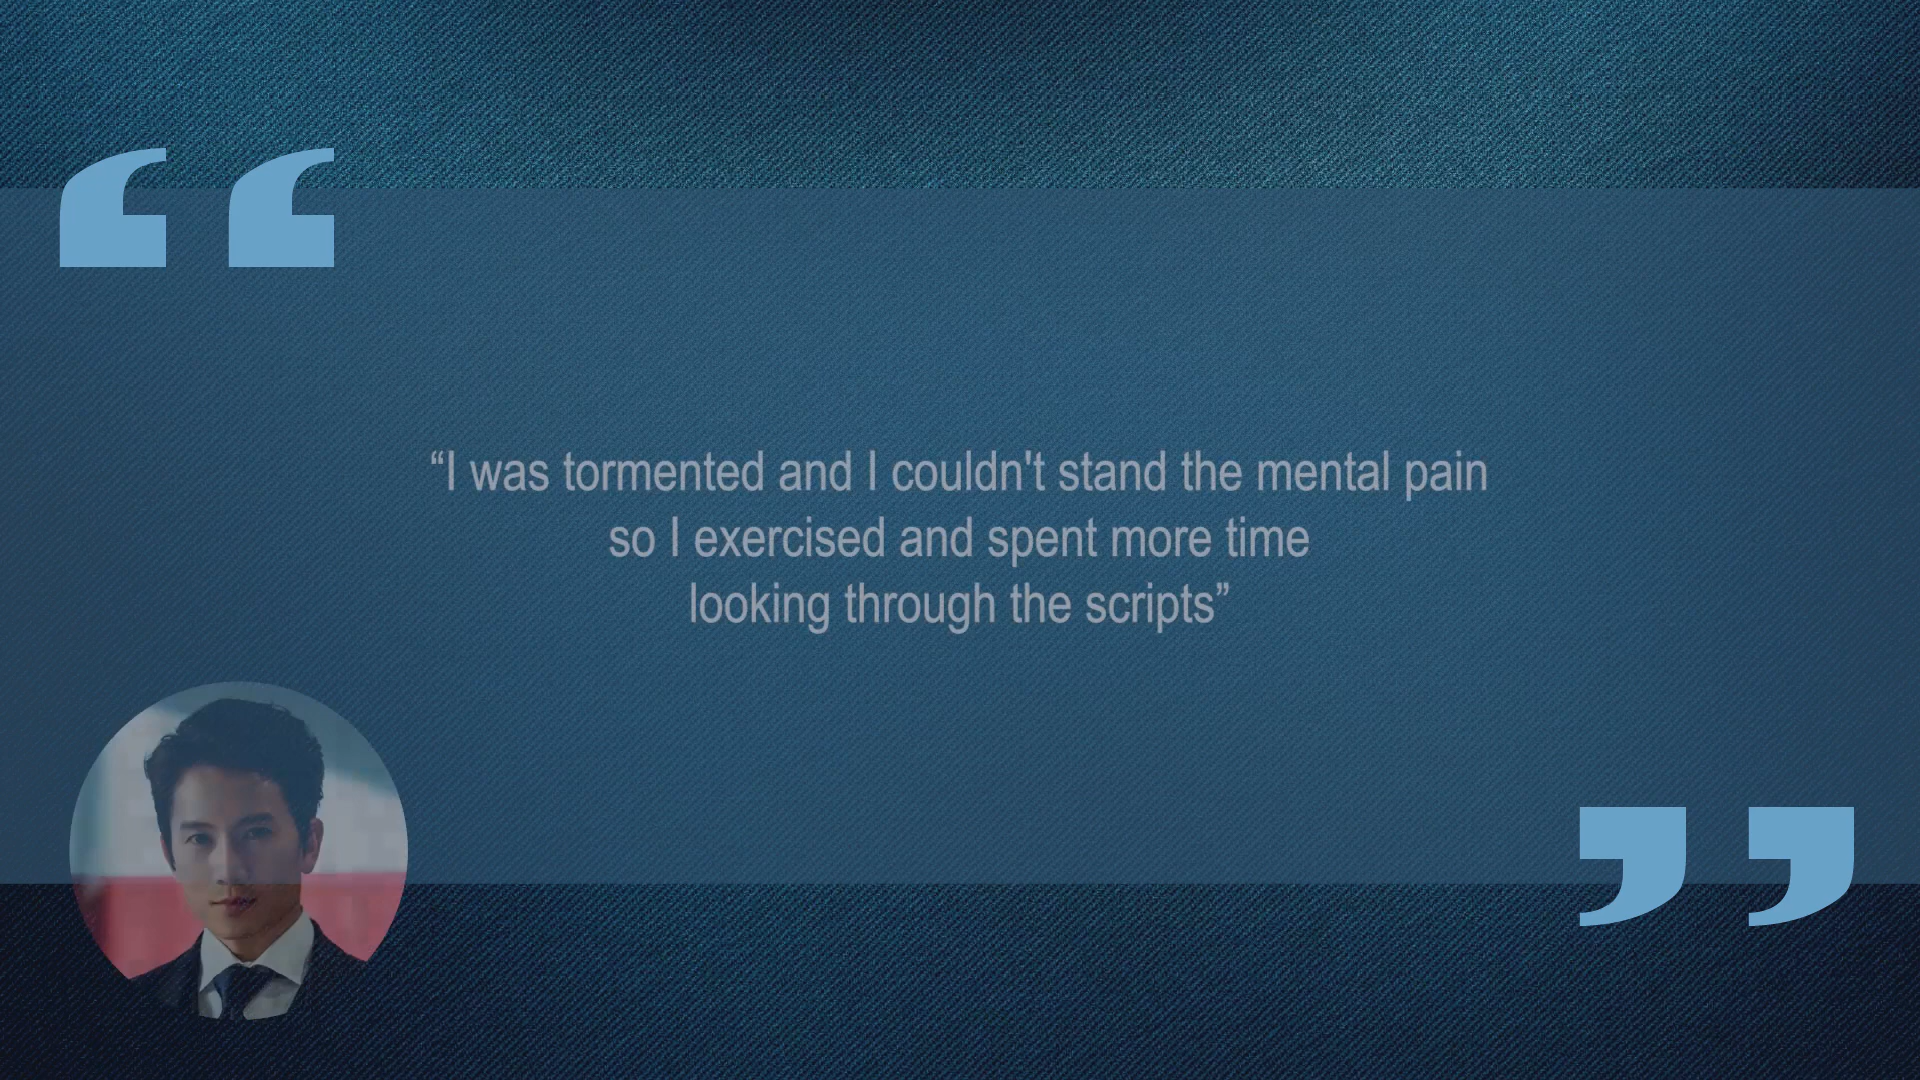 “I was tormented and I couldn't stand the mental pain
so I exercised and spent more time
looking through the scripts”